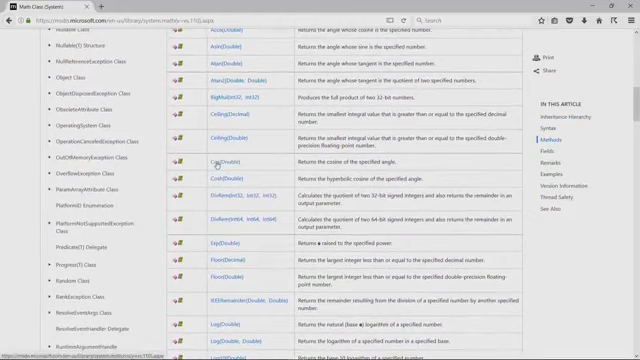 Math Class (System)
https://msdn.microsoft.com/en-us/library/system.math(v=vs.110).aspx
Search
Nullable Class
Nullable(T) Structure
NullReferenceException Class
Object Class
ObjectDisposedException Class
ObsoleteAttribute Class
OperatingSystem Class
OperationCanceledException Class
OutOfMemoryException Class
OverflowException Class
ParamArrayAttribute Class
PlatformID Enumeration
PlatformNotSupportedException
Class
Predicate(T) Delegate
Progress(T) Class
Random Class
RankException Class
ResolveEventArgs Class
ResolveEventHandler Delegate
RuntimeArgumentHandle
Acos(Double) Returns the angle whose cosine is the specified number.
Asin(Double) Returns the angle whose sine is the specified number.
Atan(Double) Returns the angle whose tangent is the specified number.
Atan2(Double, Double) Returns the angle whose tangent is the quotient of two specified numbers.
BigMul(Int32, Int32) Produces the full product of two 32-bit numbers.
Ceiling(Decimal) Returns the smallest integral value that is greater than or equal to the specified decimal
number.
Ceiling(Double) Returns the smallest integral value that is greater than or equal to the specified double-
precision floating-point number.
Cos(Double) Returns the cosine of the specified angle.
Cosh(Double) Returns the hyperbolic cosine of the specified angle.
DivRem(Int32, Int32, Int32) Calculates the quotient of two 32-bit signed integers and also returns the remainder in an
output parameter.
DivRem(Int64, Int64, Int64) Calculates the quotient of two 64-bit signed integers and also returns the remainder in an
output parameter.
Exp(Double) Returns e raised to the specified power.
Floor(Decimal) Returns the largest integer less than or equal to the specified decimal number.
Floor(Double) Returns the largest integer less than or equal to the specified double-precision floating-
point number.
IEEERemainder(Double, Double) Returns the remainder resulting from the division of a specified number by another specified
number.
Log(Double) Returns the natural (base e) logarithm of a specified number.
Log(Double, Double) Returns the logarithm of a specified number in a specified base.
Log10(Double) Returns the base 10 logarithm of a specified number.
Print
Share
IN THIS ARTICLE
Inheritance Hierarchy
Syntax
Methods
Fields
Remarks
Examples
Version Information
Thread Safety
See Also